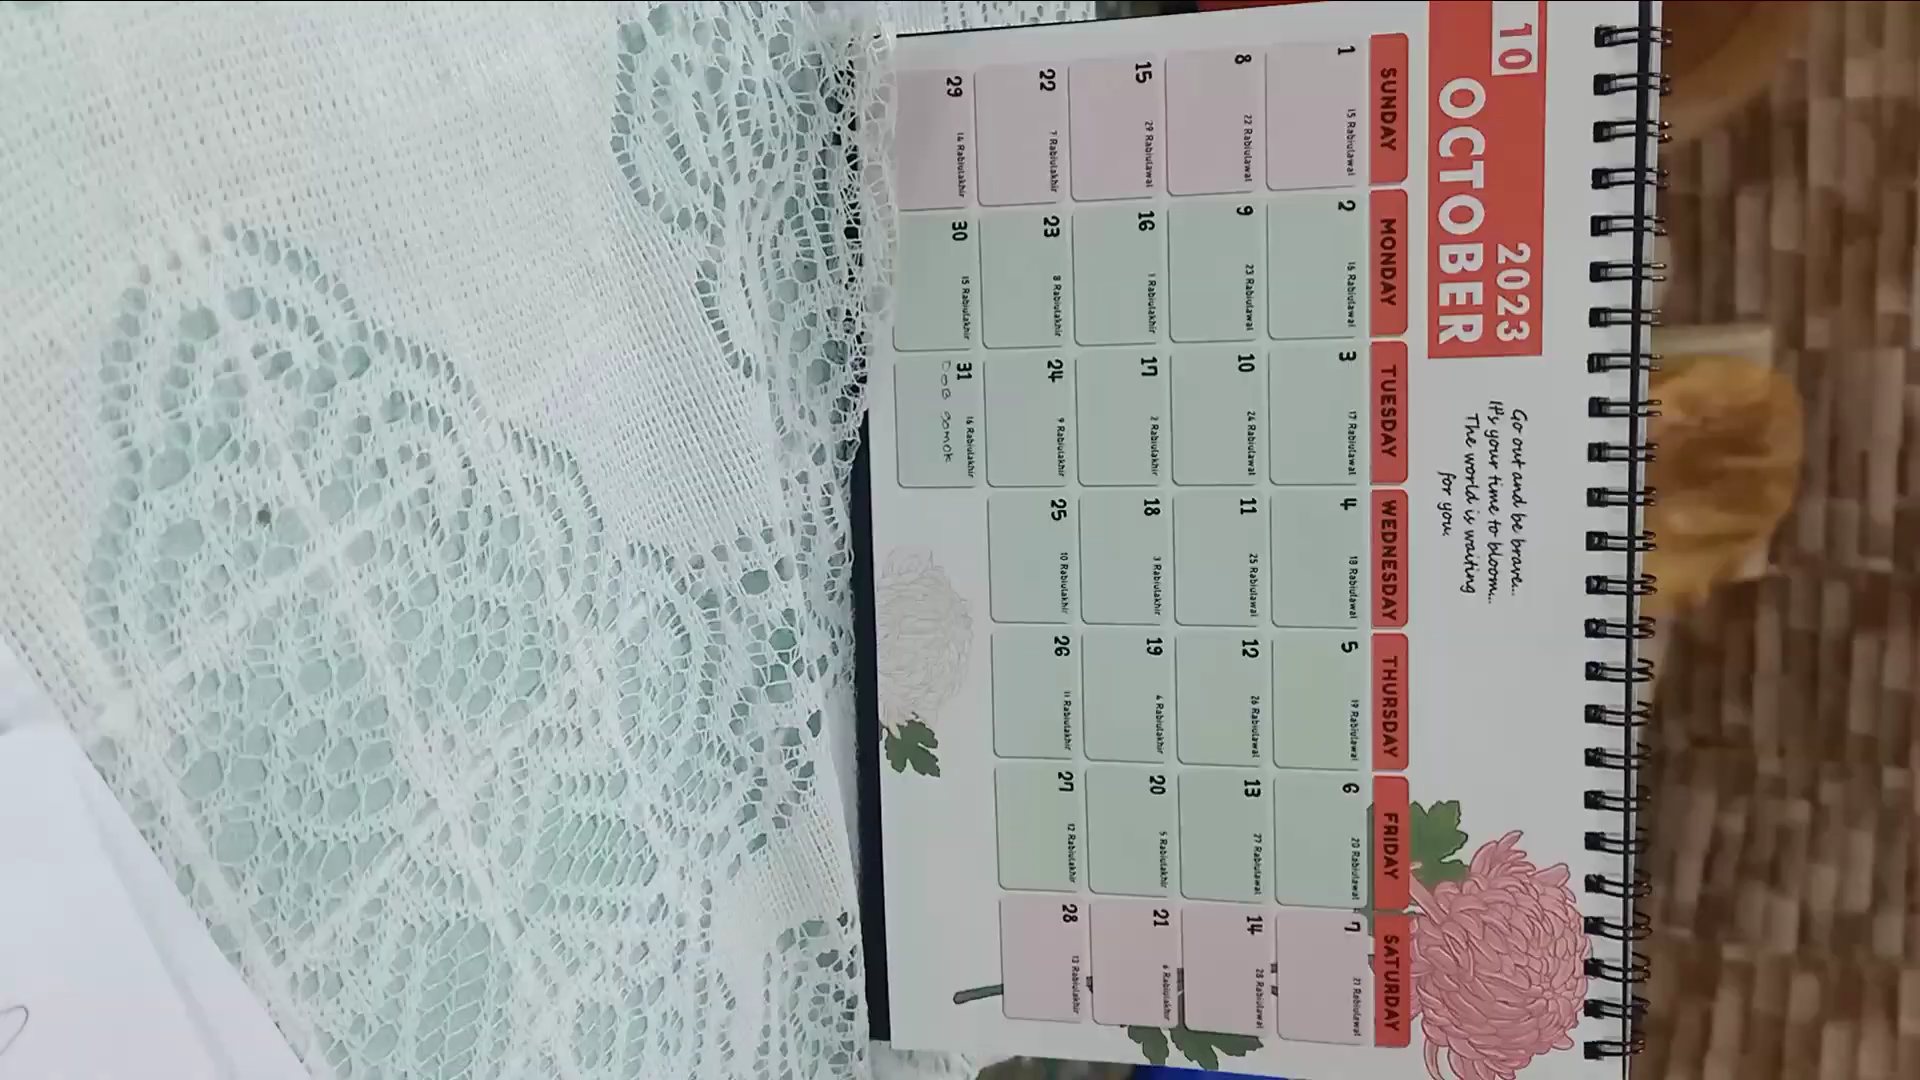 10
2023
OCTOBER
Go out and be brave...
It's your time to bloom...
The world is waiting
for you
SUNDAY MONDAY TUESDAY WEDNESDAY THURSDAY FRIDAY SATURDAY
1 2 3 4 5 6 7
15 Rabiulawal 16 Rabiulawal 17 Rabiulawal 18 Rabiulawal 19 Rabiulawal 20 Rabiulawal 21 Rabiulawal
8 9 10 11 12 13 14
22 Rabiulawal 23 Rabiulawal 24 Rabiulawal 25 Rabiulawal 26 Rabiulawal 27 Rabiulawal 28 Rabiulawal
15 16 17 18 19 20 21
29 Rabiulawal 1 Rabiulakhir 2 Rabiulakhir 3 Rabiulakhir 4 Rabiulakhir 5 Rabiulakhir 6 Rabiulakhir
22 23 24 25 26 27 28
7 Rabiulakhir 8 Rabiulakhir 9 Rabiulakhir 10 Rabiulakhir 11 Rabiulakhir 12 Rabiulakhir 13 Rabiulakhir
29 30 31
14 Rabiulakhir 15 Rabiulakhir 16 Rabiulakhir